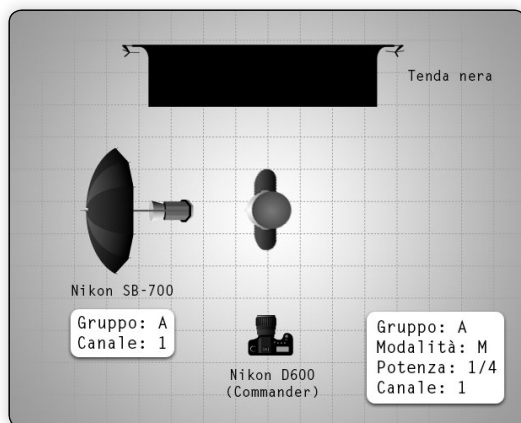 Tenda nera
Nikon SB-700
Gruppo: A
Canale: 1
Nikon D600
(Commander)
Gruppo: A
Modalità: M
Potenza: 1/4
Canale: 1